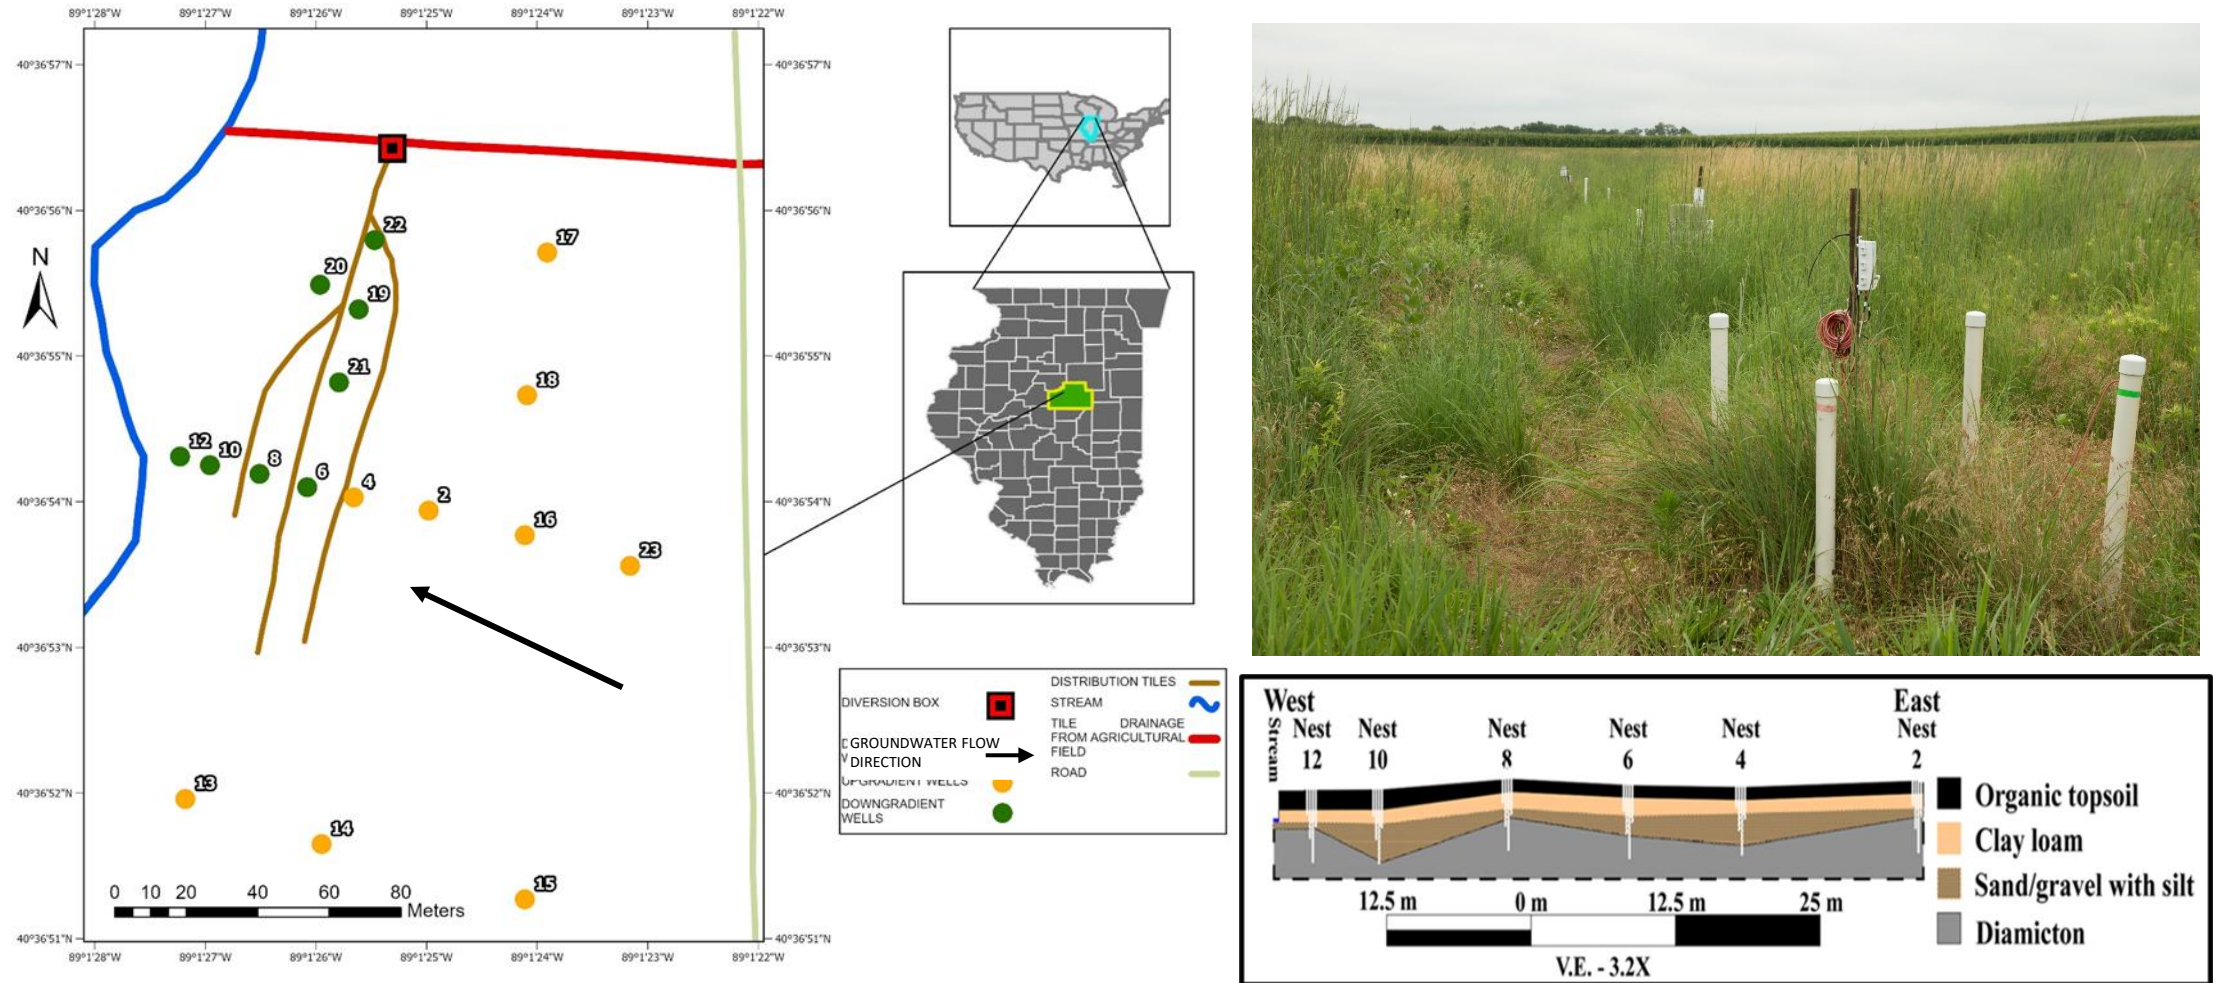 89°1'28"W 89°1'27"W 89°1'26"W 89°1'25"W 89°1'24"W 89°1'23"W 89°1'22"W
40°36'57"N 40°36'57"N
40°36'56"N 40°36'56"N
22
17
20
N
19
40°36'55"N 40°36'55"N
21
18
12
10
8
6
4
2
40°36'54"N 40°36'54"N
16
23
40°36'53"N 40°36'53"N
13
40°36'52"N 40°36'52"N
14
15
0 10 20 40 60 80
Meters
40°36'51"N 40°36'51"N
89°1'28"W 89°1'27"W 89°1'26"W 89°1'25"W 89°1'24"W 89°1'23"W 89°1'22"W
DIVERSION BOX
GROUNDWATER FLOW
DIRECTION
UPGRADIENT WELLS
DOWNGRADIENT
WELLS
DISTRIBUTION TILES
STREAM
TILE DRAINAGE
FROM AGRICULTURAL
FIELD
ROAD
West East
Stream
Nest Nest Nest Nest Nest Nest
12 10 8 6 4 2
Organic topsoil
Clay loam
Sand/gravel with silt
Diamicton
12.5 m 0 m 12.5 m 25 m
V.E. - 3.2X